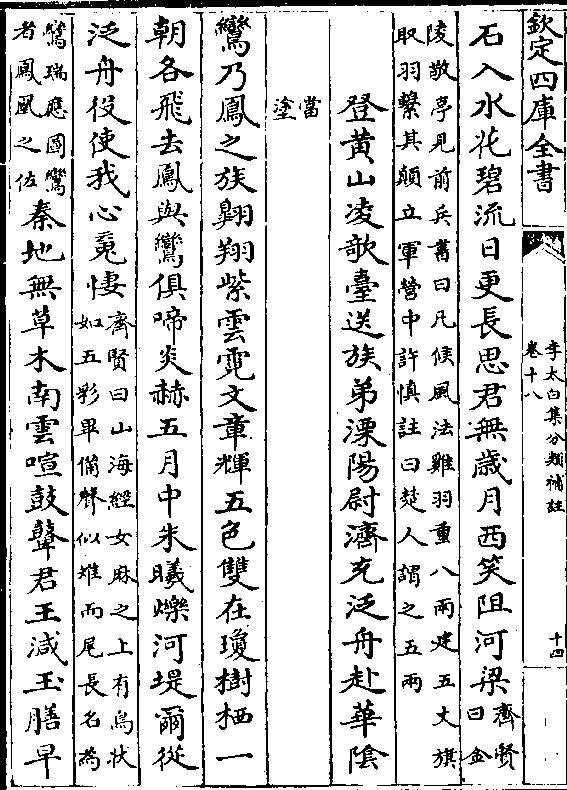 欽定四庫全書
李太白集分類補註
卷十八
十四
石入水花碧流日更長思君無歲月西笑阻河梁齊賢曰金
陵敬亭見前兵書曰凡候風法雞羽重八兩建五丈旗
取羽繫其顛立軍營中許慎註曰楚人謂之五兩
登黃山凌歊臺送族弟溧陽尉濟充泛舟赴華陰
當塗
鸞乃鳳之族翱翔紫雲霓文章輝五色雙在瓊樹栖一
朝各飛去鳳與鸞俱啼炎赫五月中朱曦爍河堤爾從
泛舟役使我心魂悽齊賢曰山海經女麻之上有鳥狀
如五彩畢備聲似雉而尾長名為
鸞瑞應圖鸞
者鳳凰之佐秦地無草木南雲喧鼓鼙君王減玉膳早